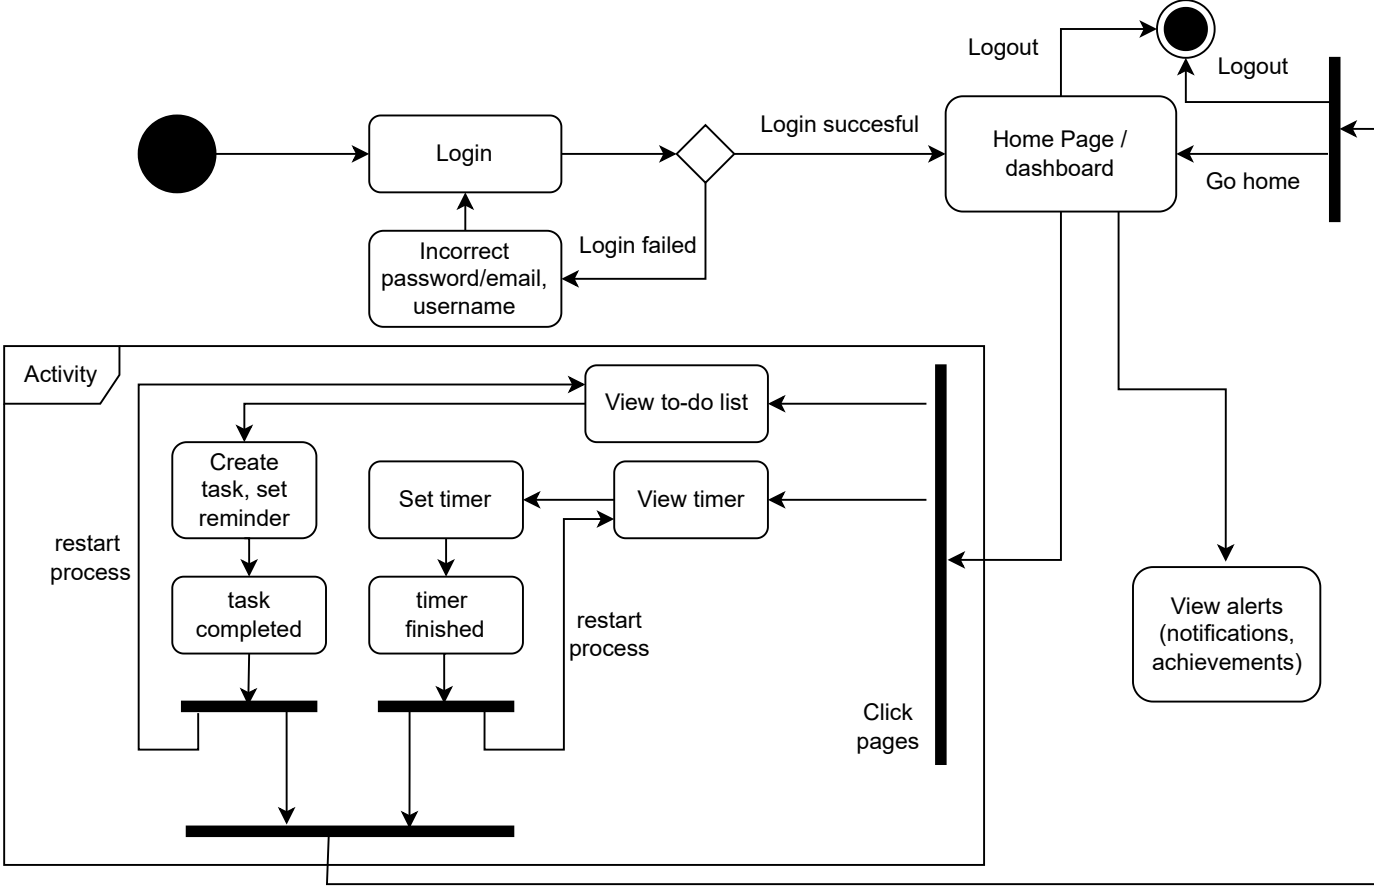 Logout
Logout
Login
Login succesful
Home Page /
dashboard
Go home
Login failed
Incorrect
password/email,
username
Activity
View to-do list
Create
task, set
reminder
Set timer
View timer
restart
process
task
completed
timer
finished
restart
process
View alerts
(notifications,
achievements)
Click
pages